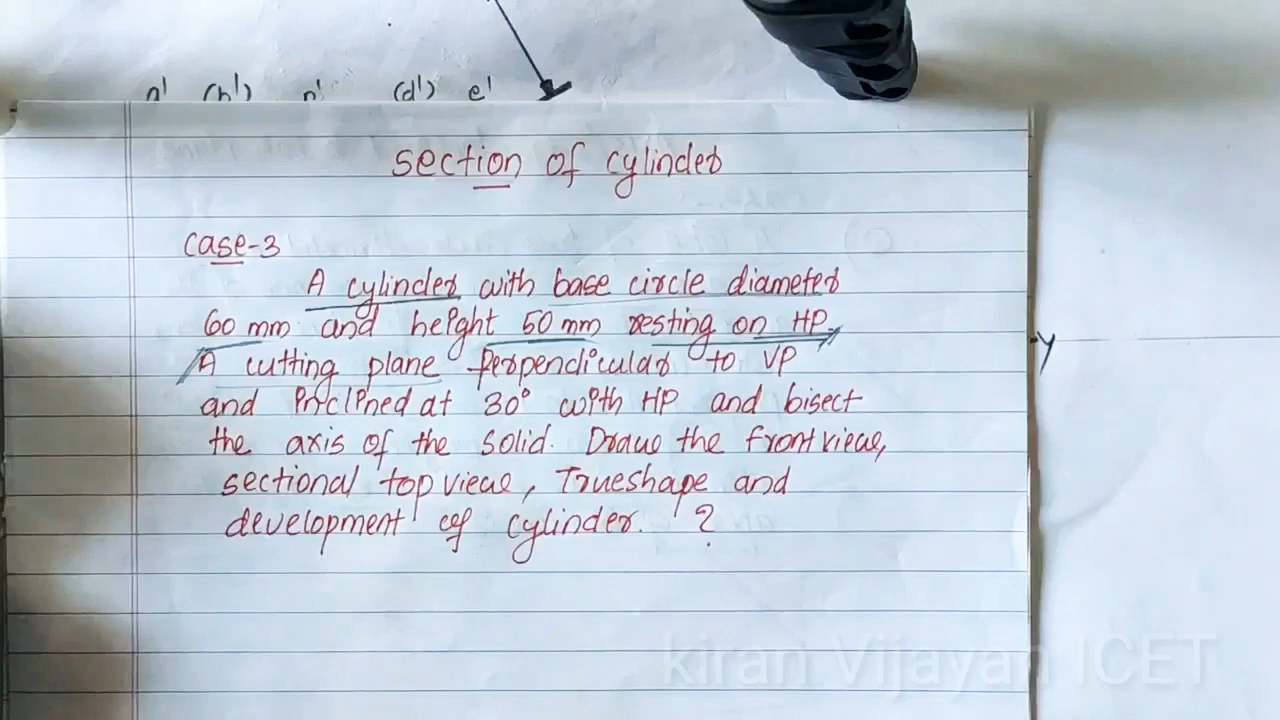 a' (b') (d') e'
section of cylinder
Case-3
A cylinder with base circle diameter
60 mm and height 50 mm resting on HP,
A cutting plane perpendicular to VP
and inclined at 30° with HP and bisect
the axis of the solid. Draw the front view,
sectional top view, Trueshape and
development of cylinder. ?
y
kiran Vijayan ICET